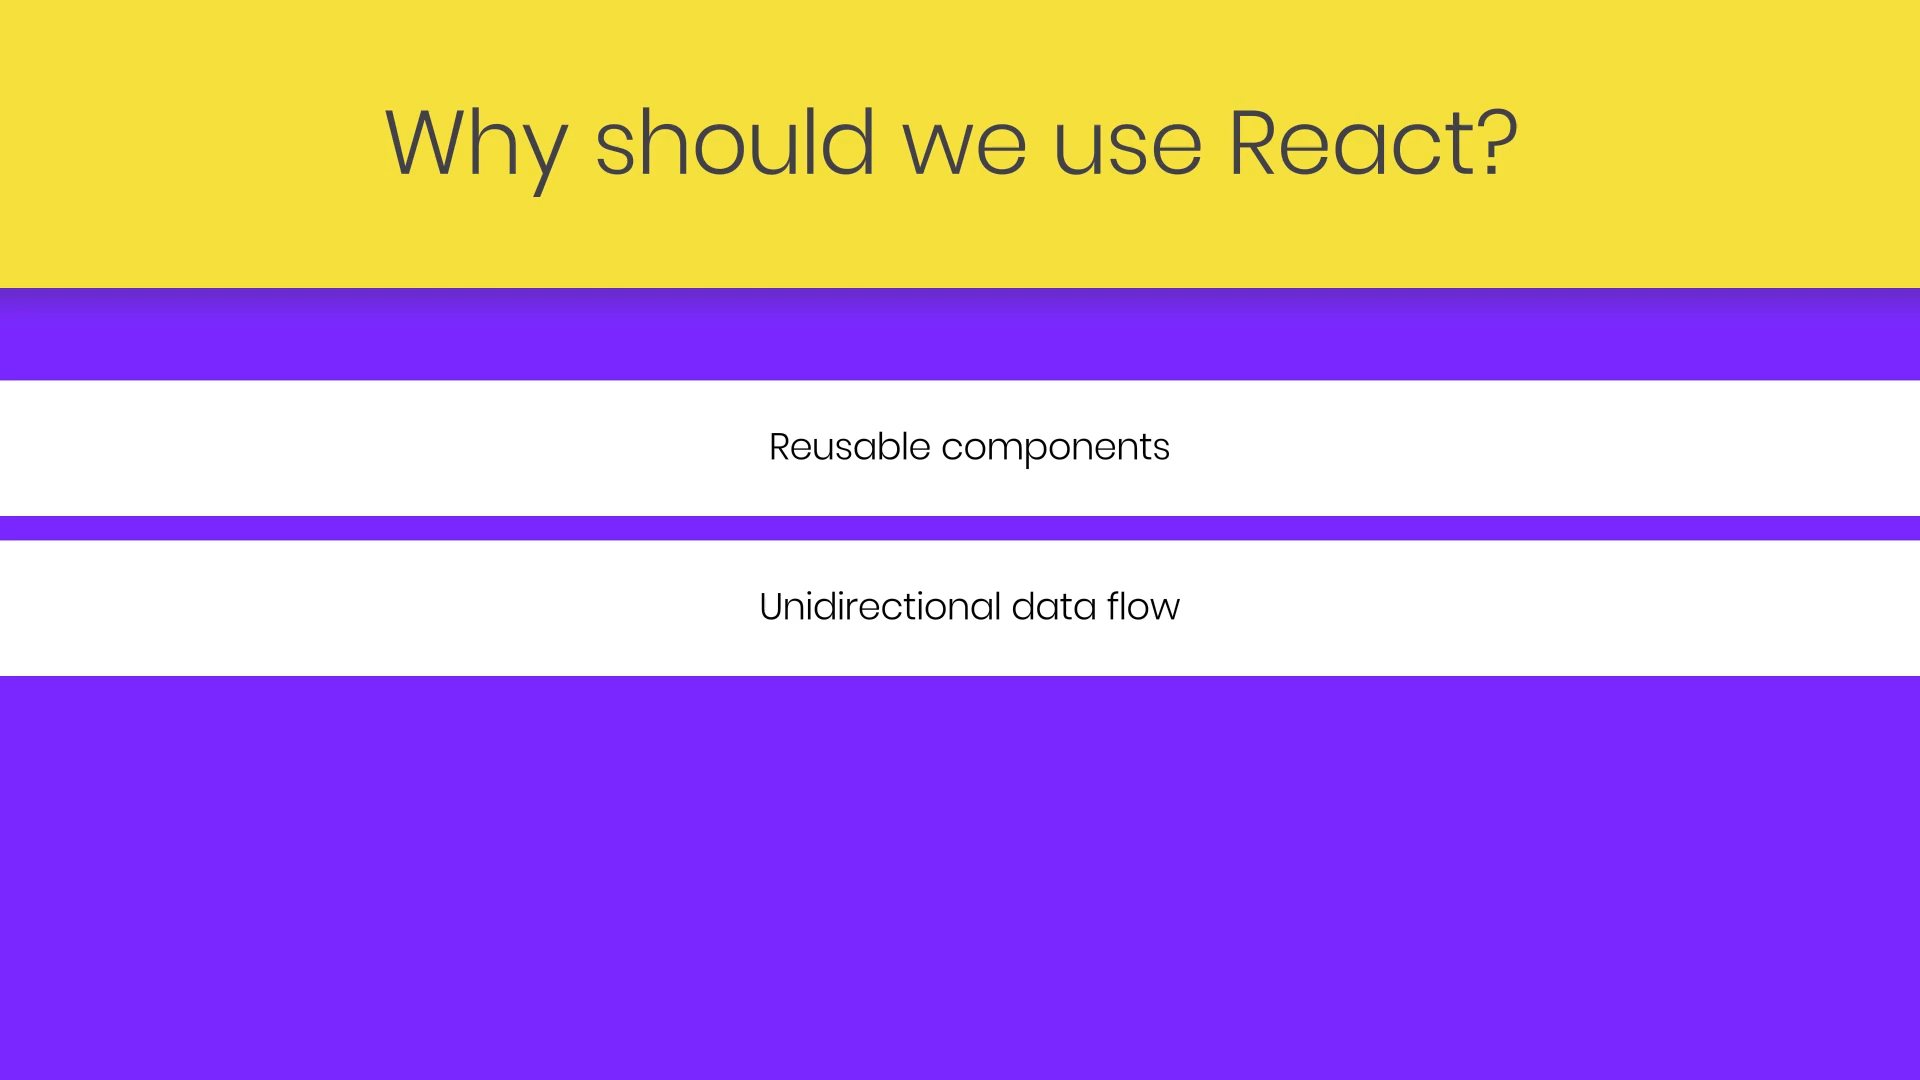 Why should we use React?
Reusable components
Unidirectional data flow